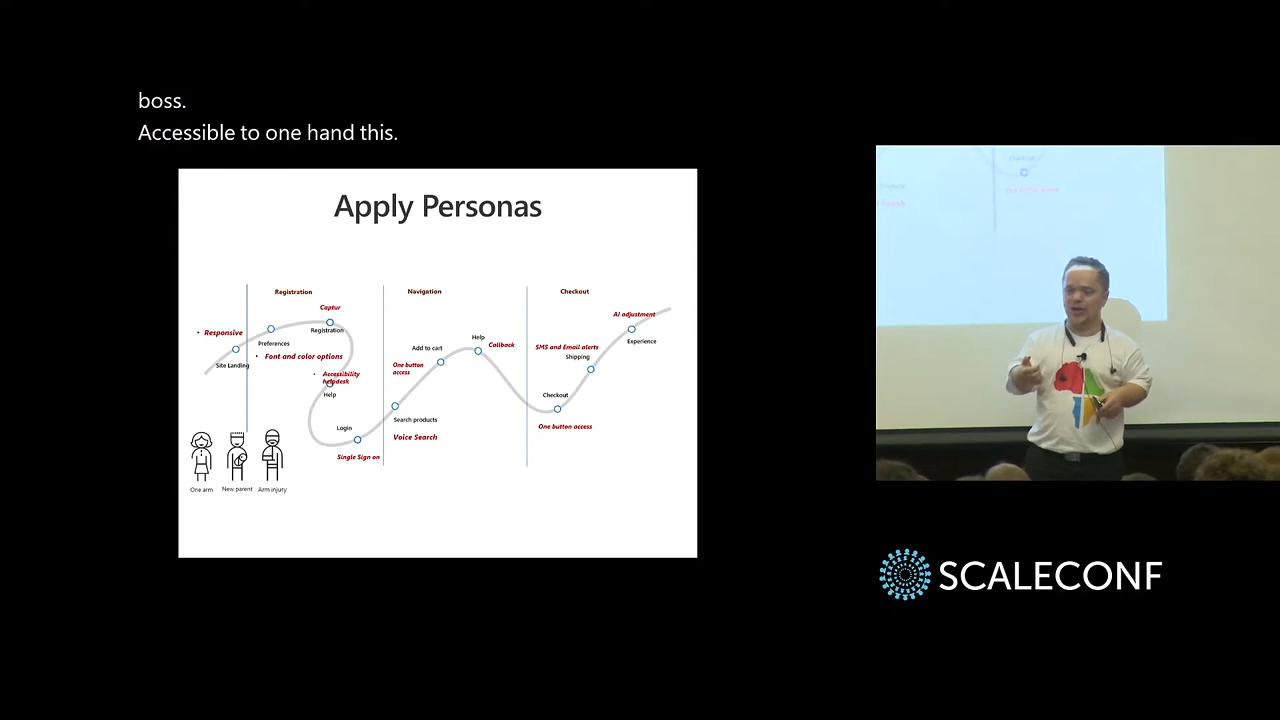 boss.
Accessible to one hand this.
Apply Personas
Registration
Navigation
Checkout
Captur
Registration
• Responsive
Preferences
• Font and color options
Site Landing
• Accessibility
helpdesk
Help
Login
Single Sign on
Add to cart
One button
access
Search products
Voice Search
Help
Callback
SMS and Email alerts
Shipping
Checkout
One button access
AI adjustment
Experience
One arm
New parent
Arm injury
SCALECONF